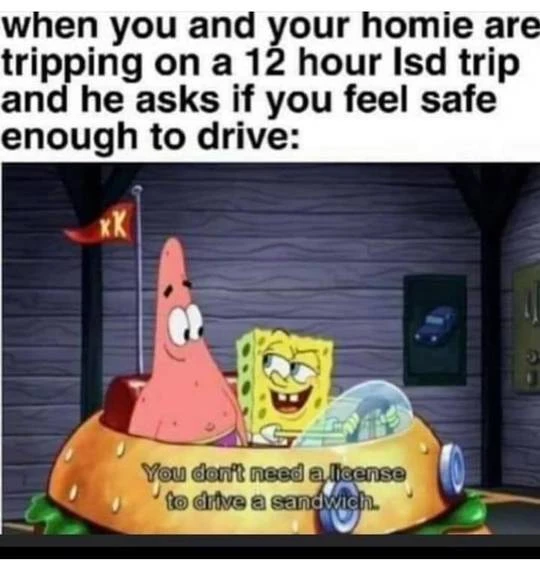 when you and your homie are
tripping on a 12 hour lsd trip
and he asks if you feel safe
enough to drive:
KK
You don't need a license
to drive a sandwich.